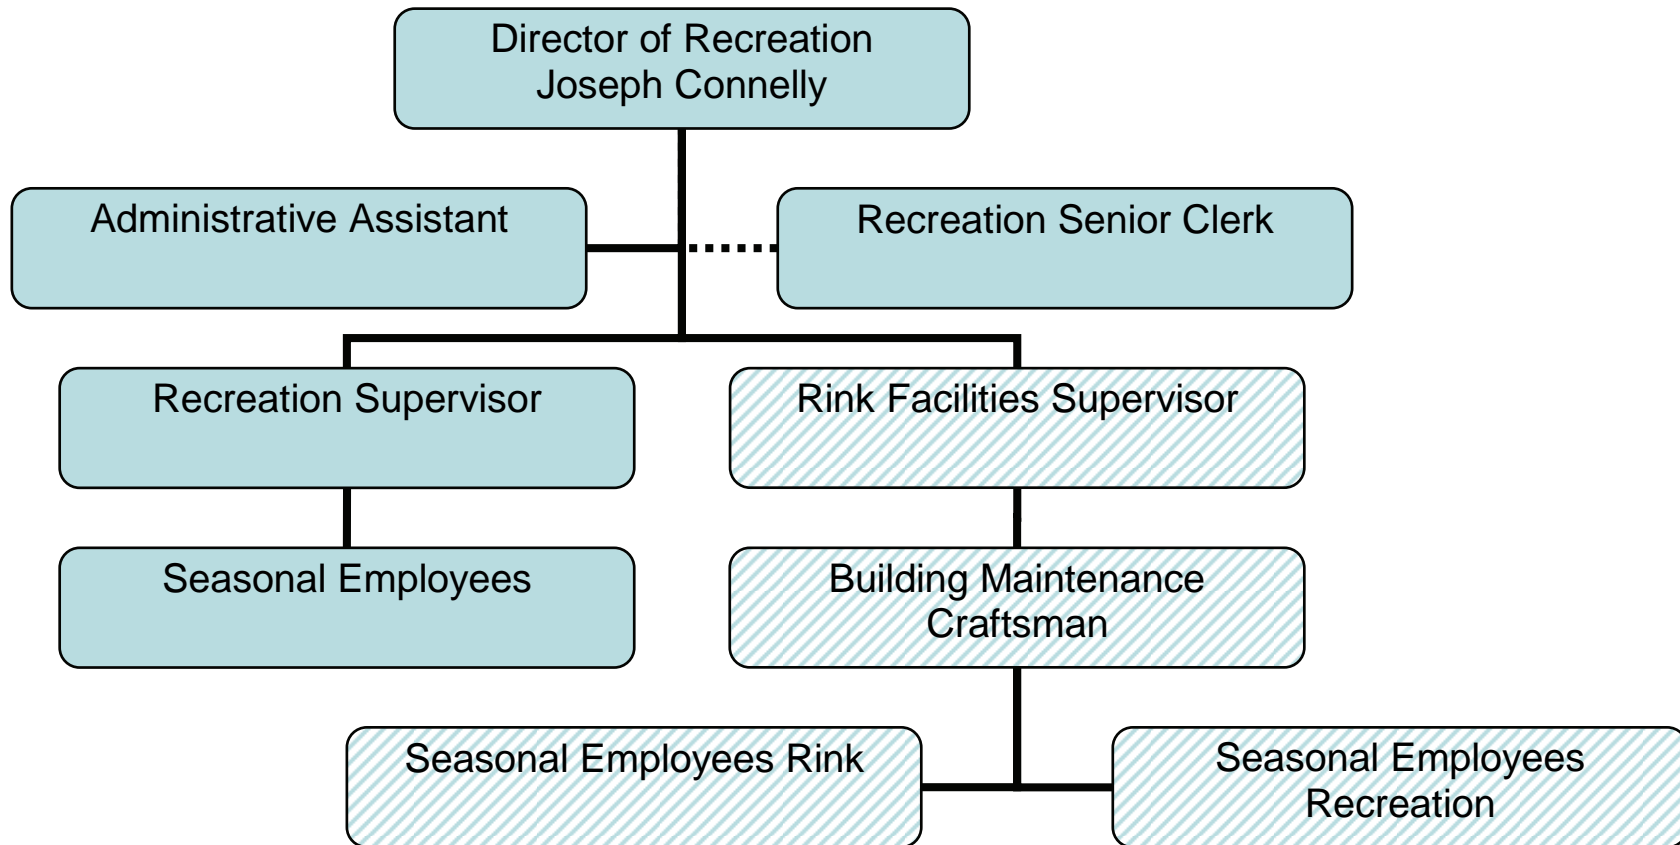 Director of Recreation
Joseph Connelly
Administrative Assistant
Recreation Senior Clerk
Recreation Supervisor
Rink Facilities Supervisor
Seasonal Employees
Building Maintenance
Craftsman
Seasonal Employees Rink
Seasonal Employees
Recreation